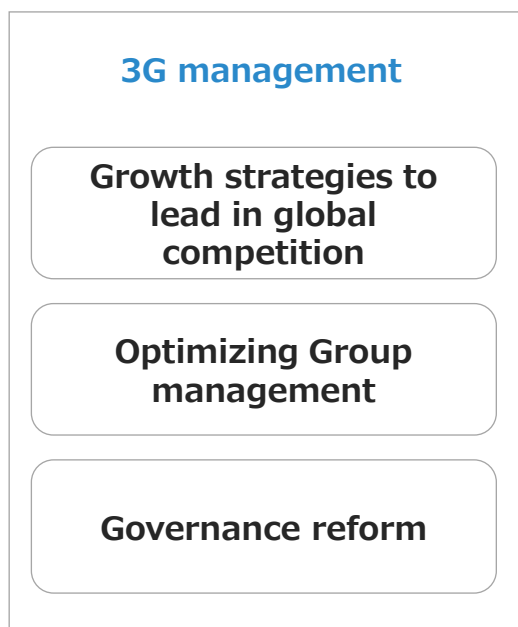 3G management
Growth strategies to
lead in global
competition
Optimizing Group
management
Governance reform